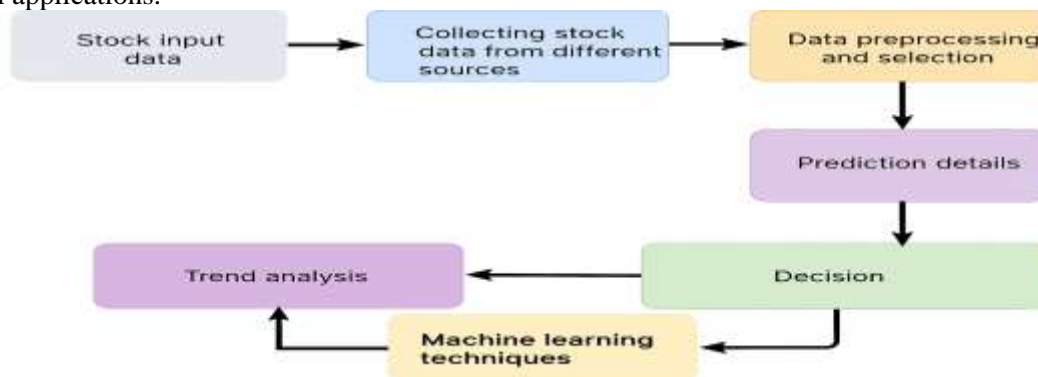 applications.
Stock input
data
Collecting stock
data from different
sources
Data preprocessing
and selection
Prediction details
Decision
Trend analysis
Machine learning
techniques